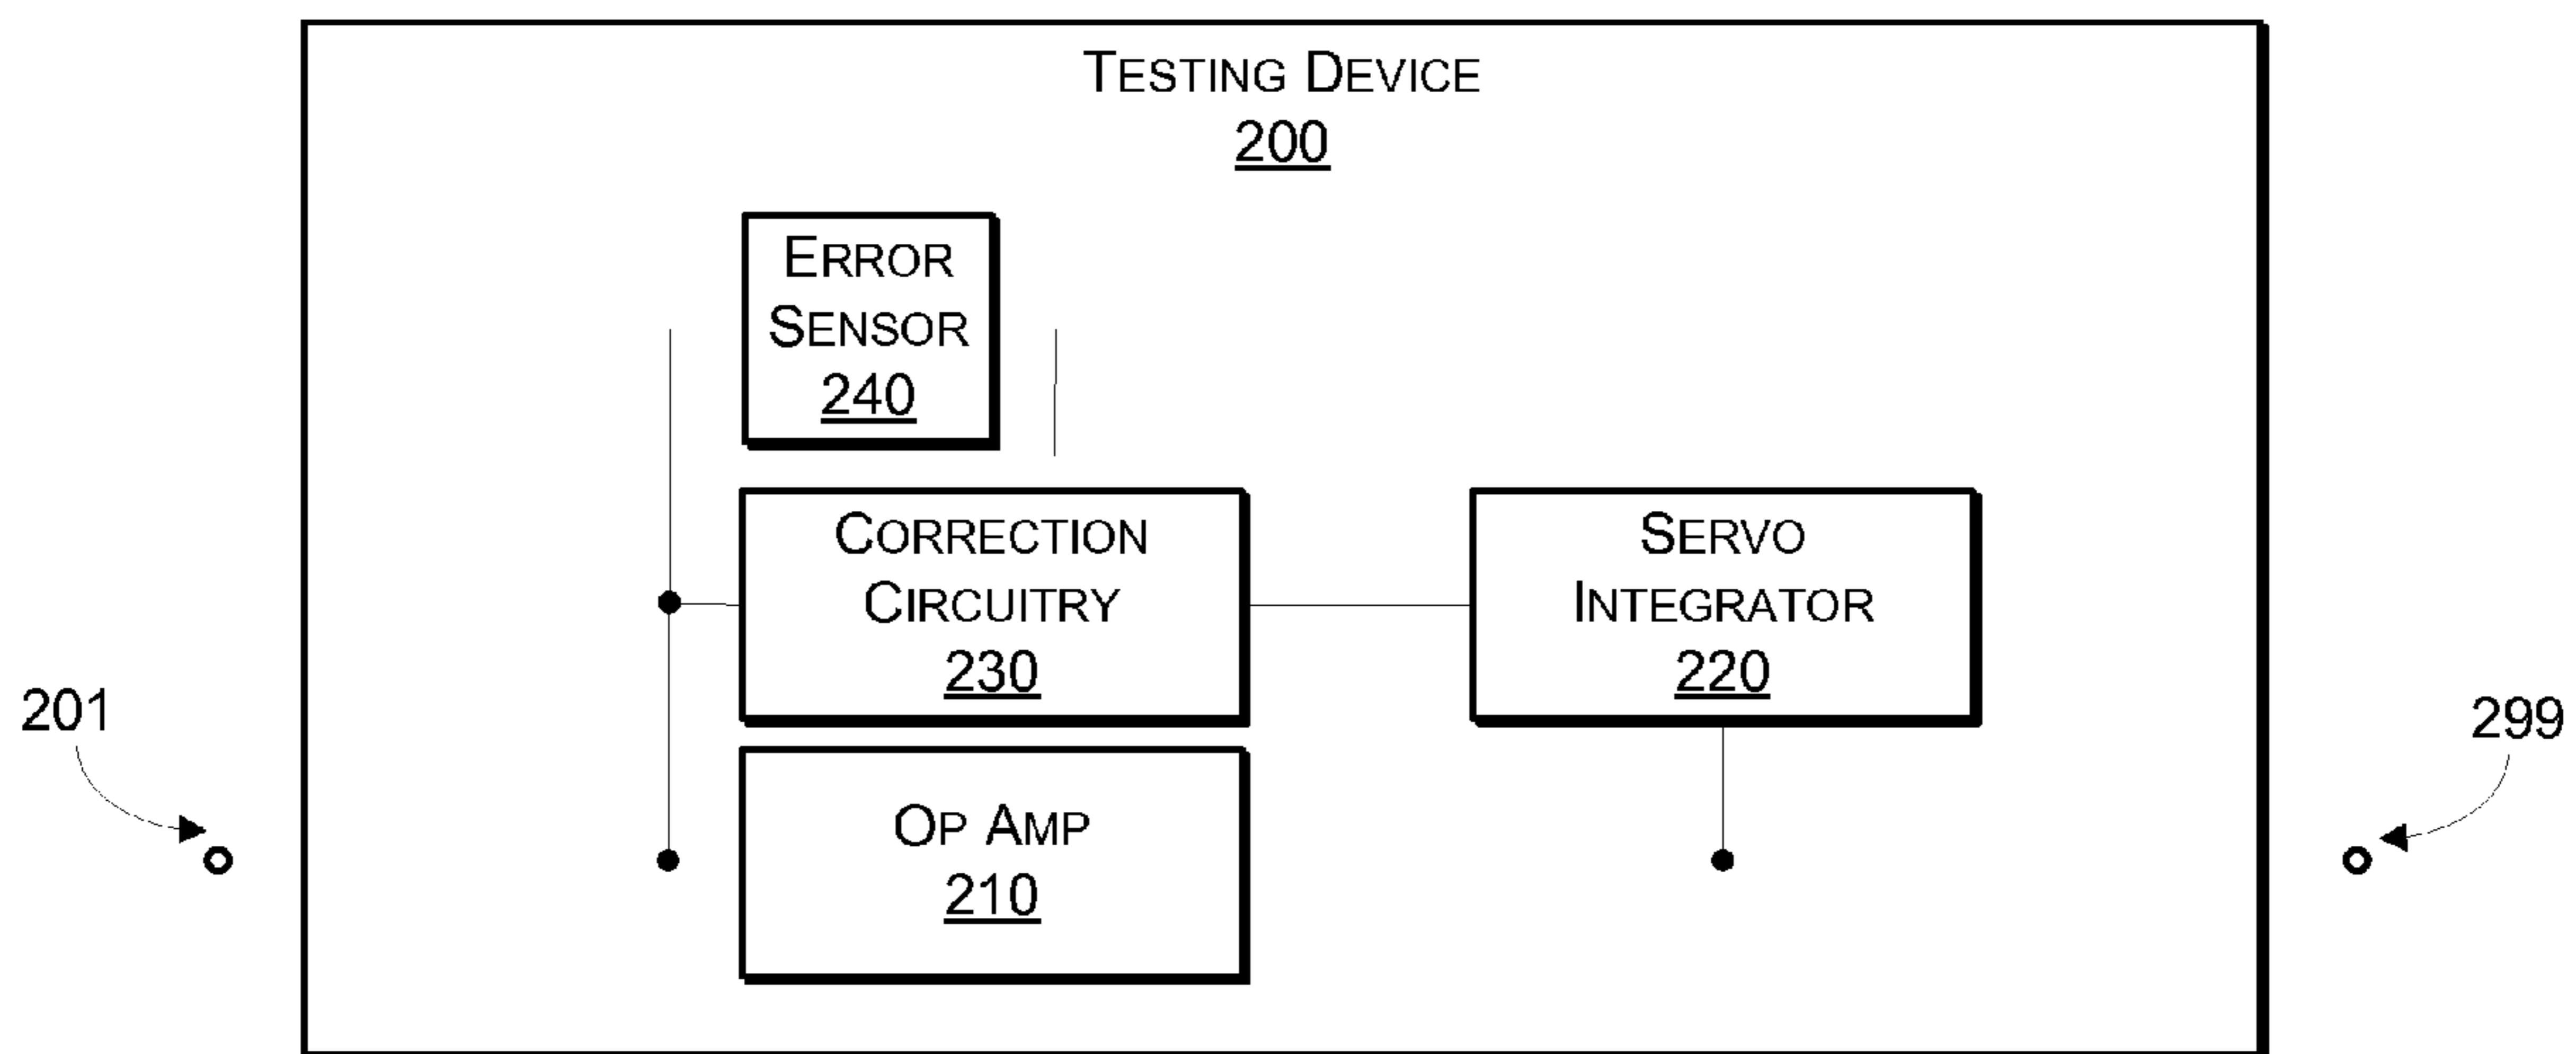 TESTING DEVICE
200
ERROR
SENSOR
240
CORRECTION
CIRCUITRY
230
SERVO
INTEGRATOR
220
201
299
OP AMP
210